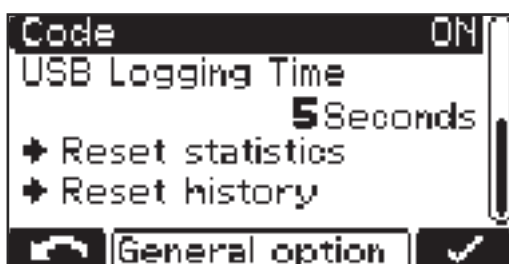 Code ON
USB Logging Time
5 Seconds
Reset statistics
Reset history
General option